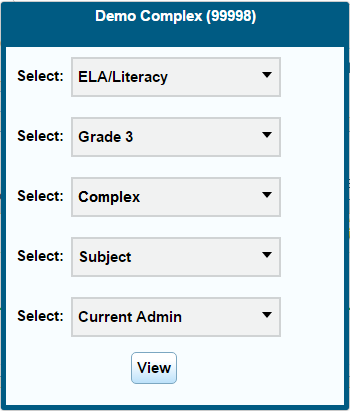 Demo Complex (99998)
Select: ELA/Literacy
Select: Grade 3
Select: Complex
Select: Subject
Select: Current Admin
View